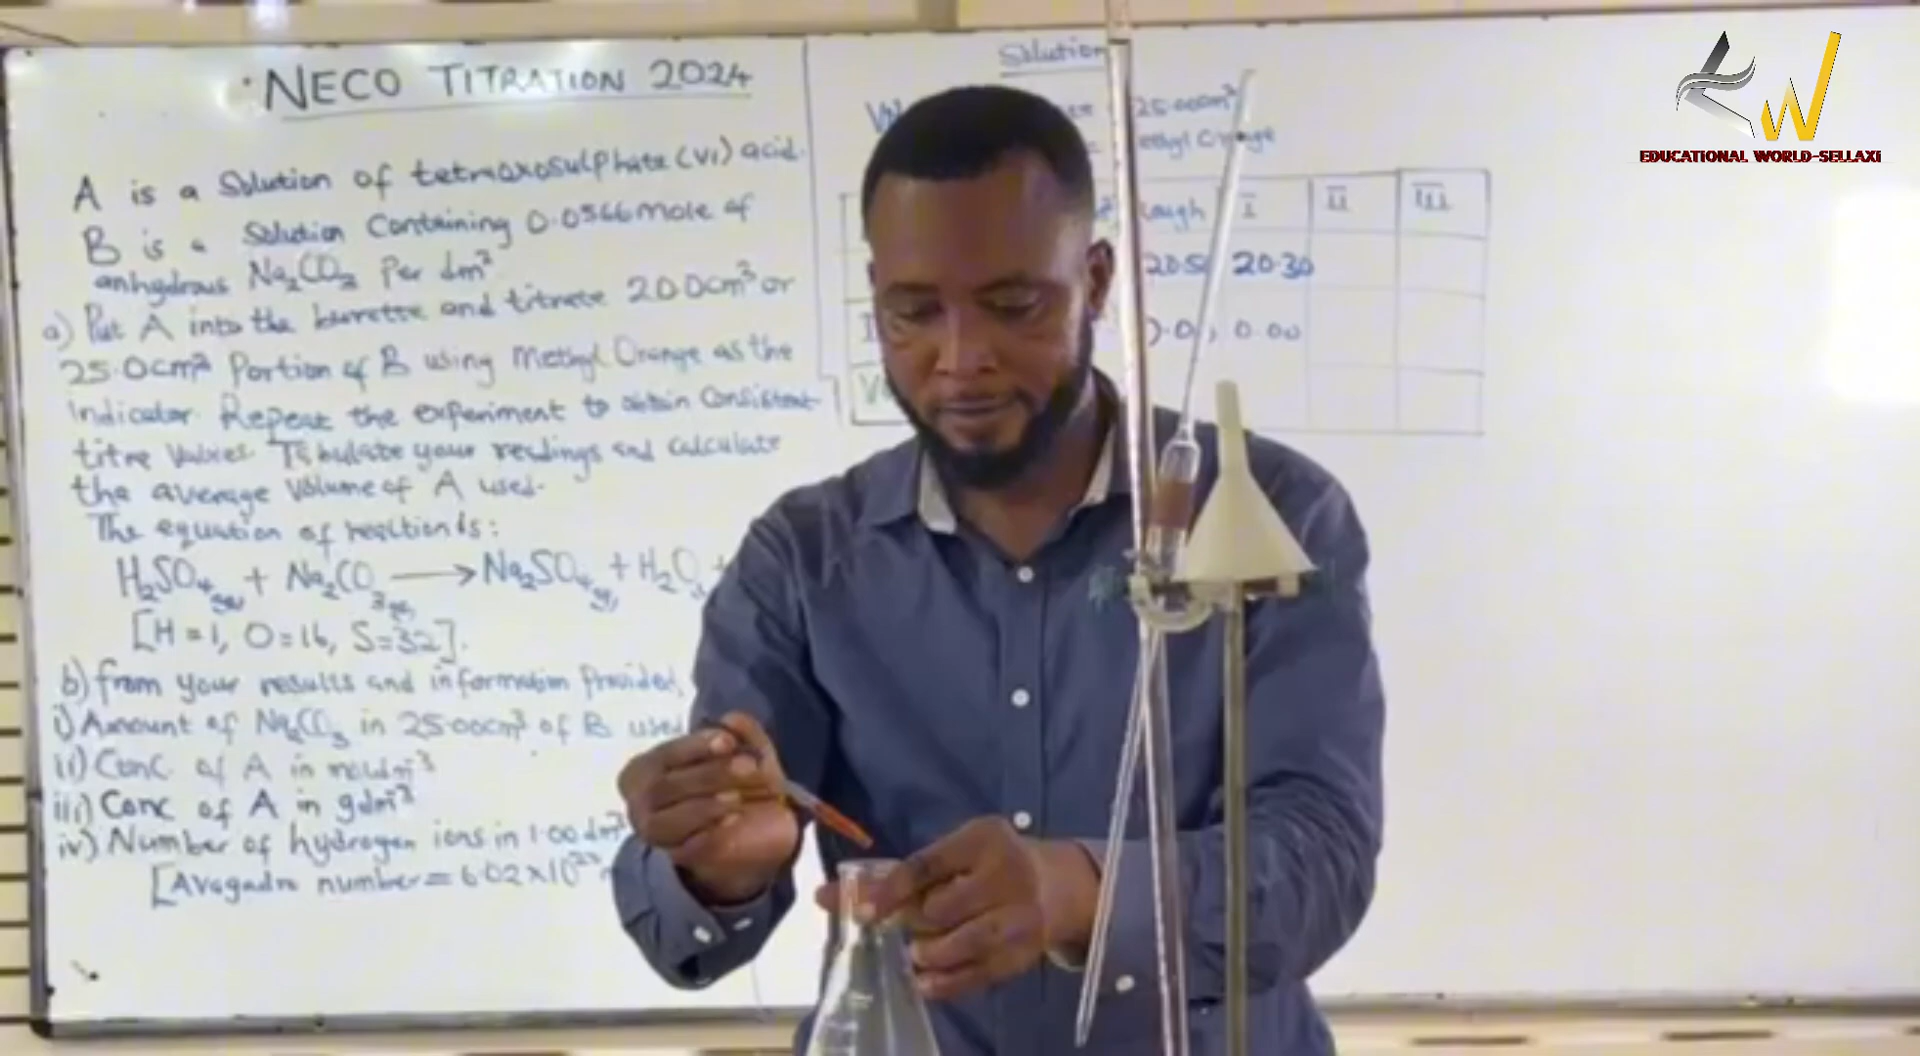 NECO TITRATION 2024
A is a Solution of tetraoxosulphate (VI) acid.
B is a Solution Containing 0.0566 mole of
anhydrous Na₂CO₃ Per dm³
a) Put A into the burette and titrate 20.0cm³ or
25.0cm³ Portion of B using Methyl Orange as the
Indicator. Repeat the experiment to obtain Consistent
titre Values. Tabulate your readings and calculate
the average Volume of A used.
The equation of reaction is:
H₂SO₄ + Na₂CO₃ → Na₂SO₄ + H₂O
[H = 1, O = 16, S = 32].
b) from your results and information Provided,
i) Amount of Na₂CO₃ in 25.00cm³ of B used
ii) Conc. of A in moldm⁻³
iii) Conc of A in gdm⁻³
iv) Number of hydrogen ions in 1.00dm³
[Avogadro number = 6.02 × 10²³
Solution
25.00cm³
Rough I II III
20.50 20.30
0.00
EDUCATIONAL WORLD-SELLAXI